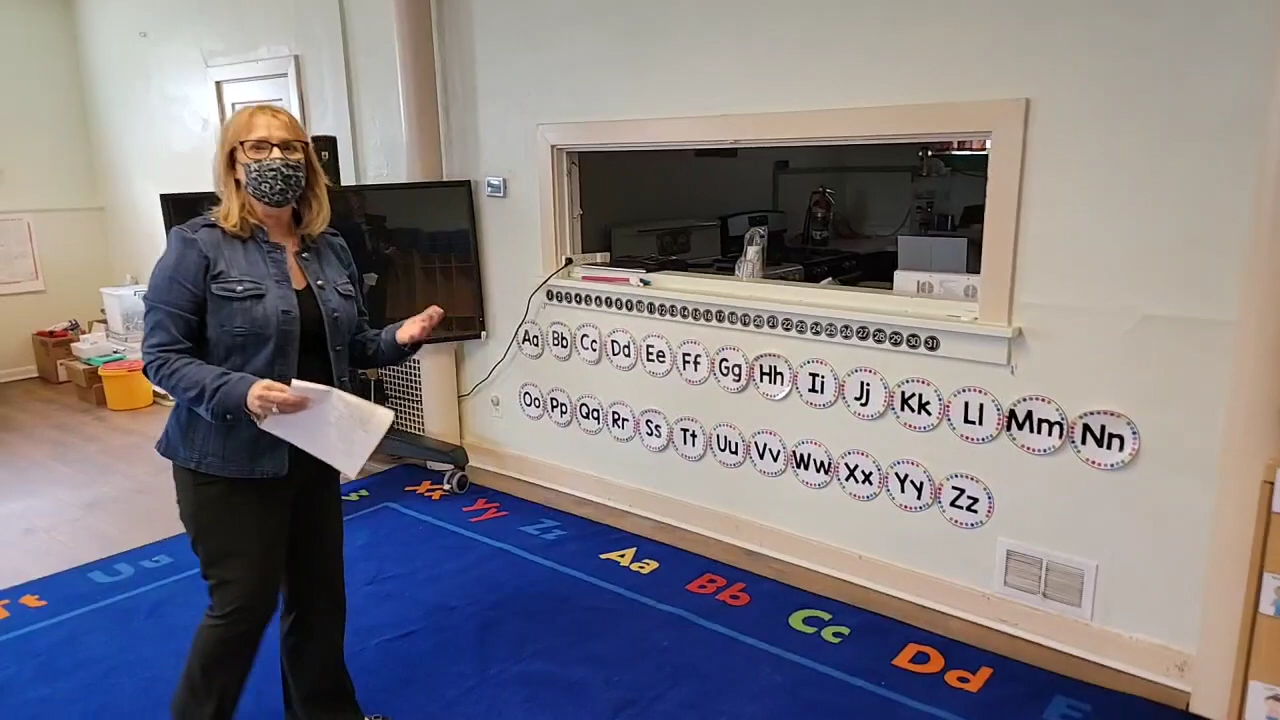 1 2 3 4 5 6 7 8 9 10 11 12 13 14 15 16 17 18 19 20 21 22 23 24 25 26 27 28 29 30 31
Aa Bb Cc Dd Ee Ff Gg Hh Ii Jj Kk Ll Mm Nn
Oo Pp Qq Rr Ss Tt Uu Vv Ww Xx Yy Zz
Xx Yy Zz Aa Bb Cc Dd
Tt Uu